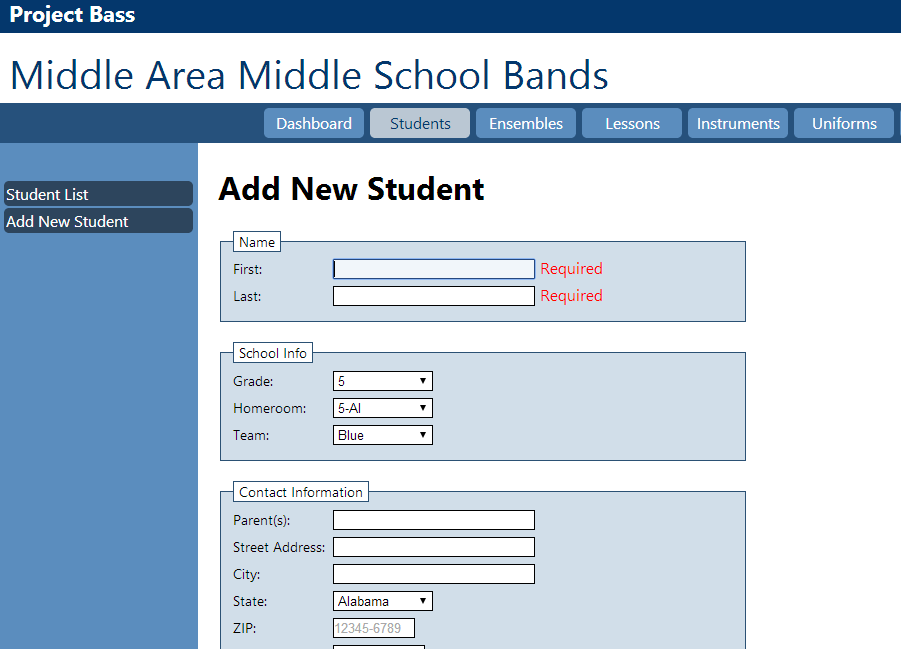 Project Bass
Middle Area Middle School Bands
Dashboard Students Ensembles Lessons Instruments Uniforms
Student List
Add New Student
Add New Student
Name
First: Required
Last: Required
School Info
Grade: 5
Homeroom: 5-Al
Team: Blue
Contact Information
Parent(s):
Street Address:
City:
State: Alabama
ZIP: 12345-6789